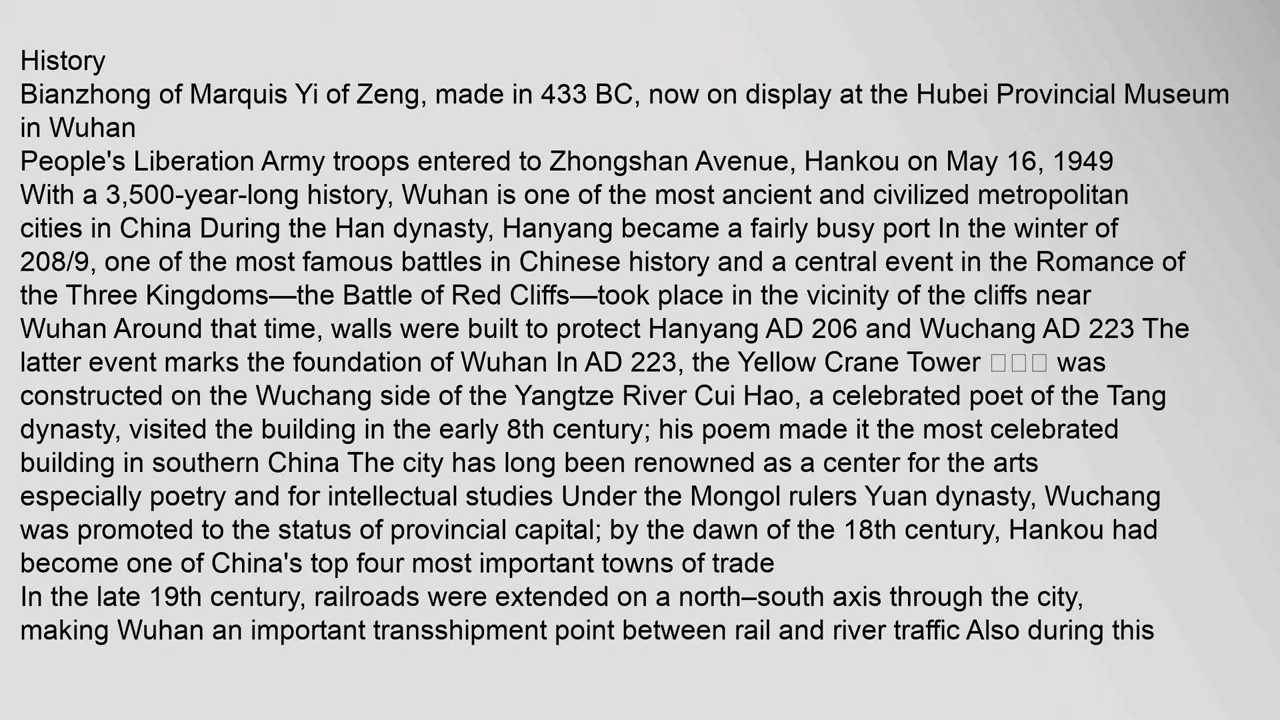 History
Bianzhong of Marquis Yi of Zeng, made in 433 BC, now on display at the Hubei Provincial Museum
in Wuhan
People's Liberation Army troops entered to Zhongshan Avenue, Hankou on May 16, 1949
With a 3,500-year-long history, Wuhan is one of the most ancient and civilized metropolitan
cities in China During the Han dynasty, Hanyang became a fairly busy port In the winter of
208/9, one of the most famous battles in Chinese history and a central event in the Romance of
the Three Kingdoms—the Battle of Red Cliffs—took place in the vicinity of the cliffs near
Wuhan Around that time, walls were built to protect Hanyang AD 206 and Wuchang AD 223 The
latter event marks the foundation of Wuhan In AD 223, the Yellow Crane Tower □□□ was
constructed on the Wuchang side of the Yangtze River Cui Hao, a celebrated poet of the Tang
dynasty, visited the building in the early 8th century; his poem made it the most celebrated
building in southern China The city has long been renowned as a center for the arts
especially poetry and for intellectual studies Under the Mongol rulers Yuan dynasty, Wuchang
was promoted to the status of provincial capital; by the dawn of the 18th century, Hankou had
become one of China's top four most important towns of trade
In the late 19th century, railroads were extended on a north–south axis through the city,
making Wuhan an important transshipment point between rail and river traffic Also during this